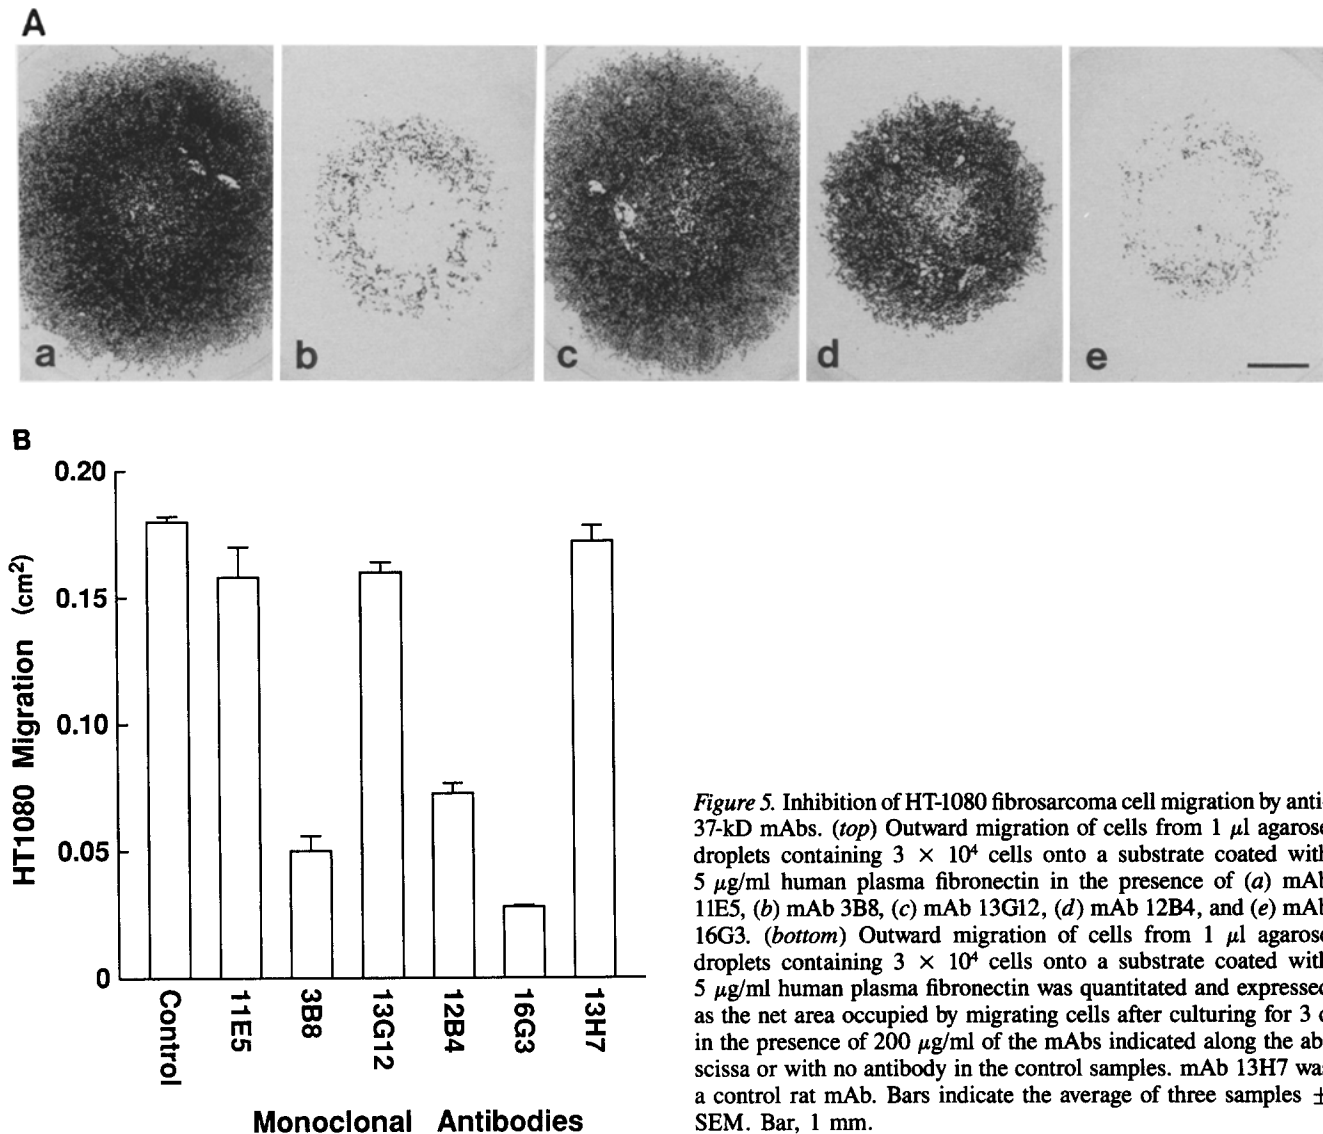 A
a b c d e
B
0.20
0.15
0.10
0.05
0
HT1080 Migration (cm²)
Control 11E5 3B8 13G12 12B4 16G3 13H7
Monoclonal Antibodies
Figure 5. Inhibition of HT-1080 fibrosarcoma cell migration by anti-
37-kD mAbs. (top) Outward migration of cells from 1 μl agarose
droplets containing 3 × 10⁴ cells onto a substrate coated with
5 μg/ml human plasma fibronectin in the presence of (a) mAb
11E5, (b) mAb 3B8, (c) mAb 13G12, (d) mAb 12B4, and (e) mAb
16G3. (bottom) Outward migration of cells from 1 μl agarose
droplets containing 3 × 10⁴ cells onto a substrate coated with
5 μg/ml human plasma fibronectin was quantitated and expressed
as the net area occupied by migrating cells after culturing for 3 d
in the presence of 200 μg/ml of the mAbs indicated along the ab-
scissa or with no antibody in the control samples. mAb 13H7 was
a control rat mAb. Bars indicate the average of three samples ±
SEM. Bar, 1 mm.